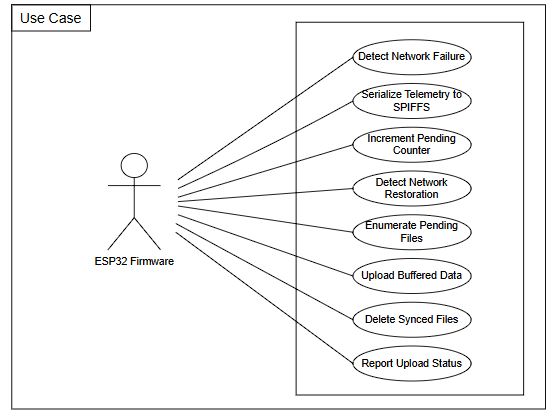 Use Case
Detect Network Failure
Serialize Telemetry to
SPIFFS
Increment Pending
Counter
Detect Network
Restoration
Enumerate Pending
Files
Upload Buffered Data
Delete Synced Files
Report Upload Status
ESP32 Firmware